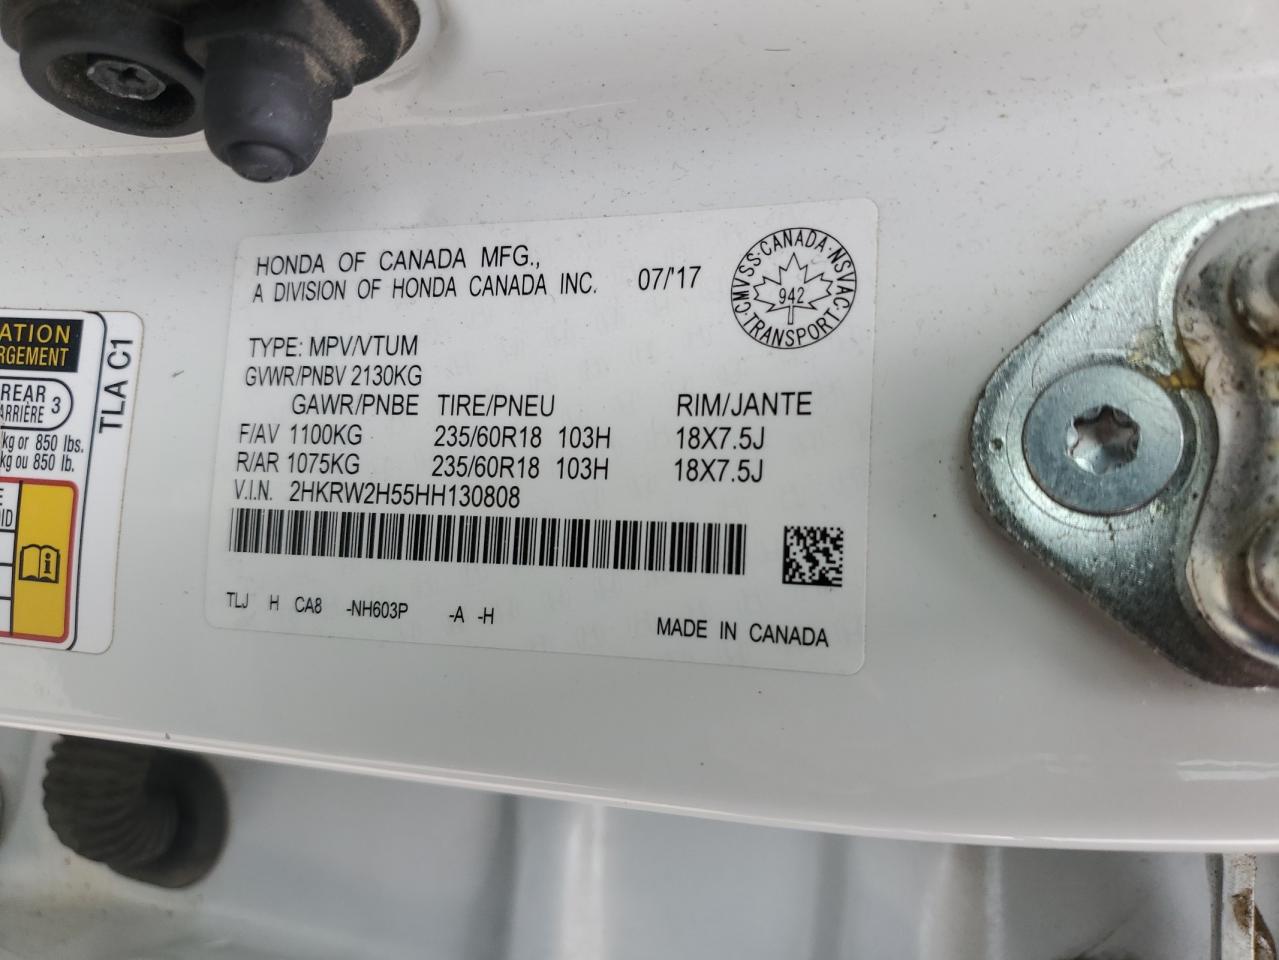 HONDA OF CANADA MFG.,
A DIVISION OF HONDA CANADA INC. 07/'17
CMVSS·CANADA·NSVAC·TRANSPORT·
942
TYPE: MPV/VTUM
GVWR/PNBV 2130KG
GAWR/PNBE TIRE/PNEU RIM/JANTE
F/AV 1100KG 235/60R18 103H 18X7.5J
R/AR 1075KG 235/60R18 103H 18X7.5J
V.I.N. 2HKRW2H55HH130808
TLJ H CA8 -NH603P -A -H
MADE IN CANADA
REAR
3
kg or 850 lbs.
kg ou 850 lb.
TLA C1